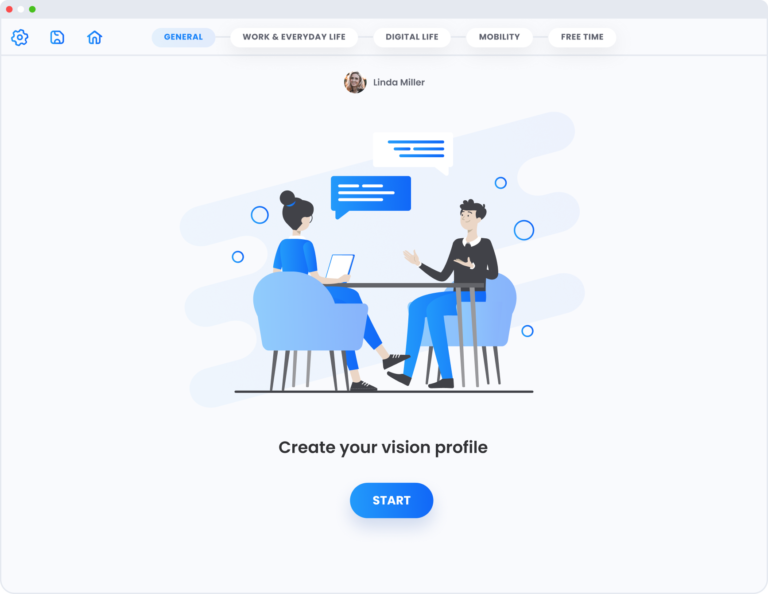 GENERAL
WORK & EVERYDAY LIFE
DIGITAL LIFE
MOBILITY
FREE TIME
Linda Miller
Create your vision profile
START